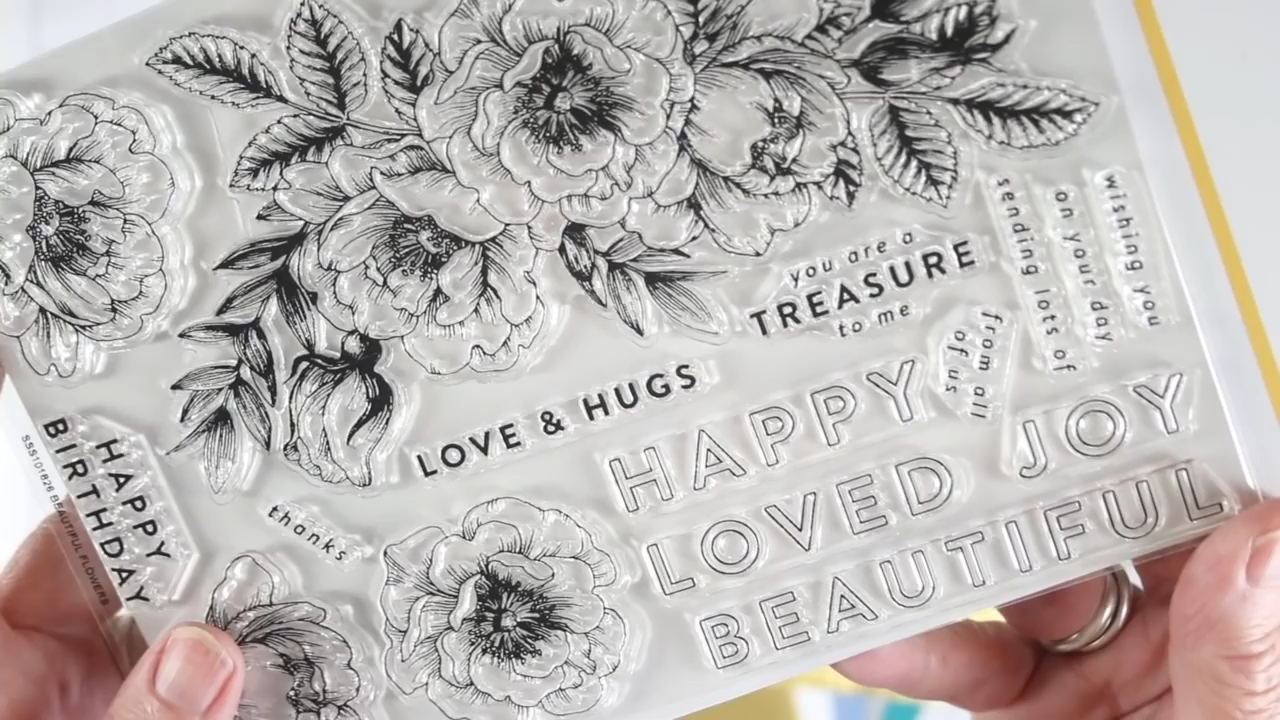 you are a
TREASURE
to me
sending lots of
on your day
wishing you
from all
of us
LOVE & HUGS
HAPPY
JOY
LOVED
BEAUTIFUL
HAPPY
BIRTHDAY
SSS101826 BEAUTIFUL FLOWERS
thanks